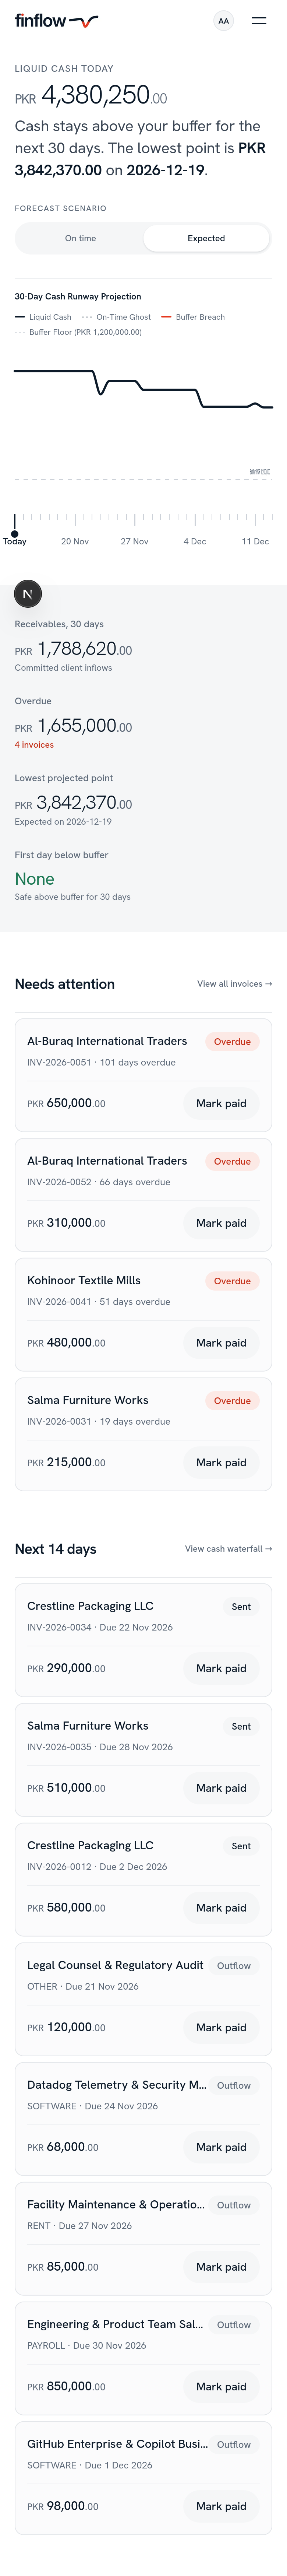 finflow
AA
LIQUID CASH TODAY
PKR 4,380,250.00
Cash stays above your buffer for the
next 30 days. The lowest point is PKR
3,842,370.00 on 2026-12-19.
FORECAST SCENARIO
On time
Expected
30-Day Cash Runway Projection
Liquid Cash
On-Time Ghost
Buffer Breach
Buffer Floor (PKR 1,200,000.00)
Today
20 Nov
27 Nov
4 Dec
11 Dec
N
Receivables, 30 days
PKR 1,788,620.00
Committed client inflows
Overdue
PKR 1,655,000.00
4 invoices
Lowest projected point
PKR 3,842,370.00
Expected on 2026-12-19
First day below buffer
None
Safe above buffer for 30 days
Needs attention
View all invoices →
Al-Buraq International Traders
Overdue
INV-2026-0051 · 101 days overdue
PKR 650,000.00
Mark paid
Al-Buraq International Traders
Overdue
INV-2026-0052 · 66 days overdue
PKR 310,000.00
Mark paid
Kohinoor Textile Mills
Overdue
INV-2026-0041 · 51 days overdue
PKR 480,000.00
Mark paid
Salma Furniture Works
Overdue
INV-2026-0031 · 19 days overdue
PKR 215,000.00
Mark paid
Next 14 days
View cash waterfall →
Crestline Packaging LLC
Sent
INV-2026-0034 · Due 22 Nov 2026
PKR 290,000.00
Mark paid
Salma Furniture Works
Sent
INV-2026-0035 · Due 28 Nov 2026
PKR 510,000.00
Mark paid
Crestline Packaging LLC
Sent
INV-2026-0012 · Due 2 Dec 2026
PKR 580,000.00
Mark paid
Legal Counsel & Regulatory Audit
Outflow
OTHER · Due 21 Nov 2026
PKR 120,000.00
Mark paid
Datadog Telemetry & Security M...
Outflow
SOFTWARE · Due 24 Nov 2026
PKR 68,000.00
Mark paid
Facility Maintenance & Operatio...
Outflow
RENT · Due 27 Nov 2026
PKR 85,000.00
Mark paid
Engineering & Product Team Sal...
Outflow
PAYROLL · Due 30 Nov 2026
PKR 850,000.00
Mark paid
GitHub Enterprise & Copilot Busi...
Outflow
SOFTWARE · Due 1 Dec 2026
PKR 98,000.00
Mark paid